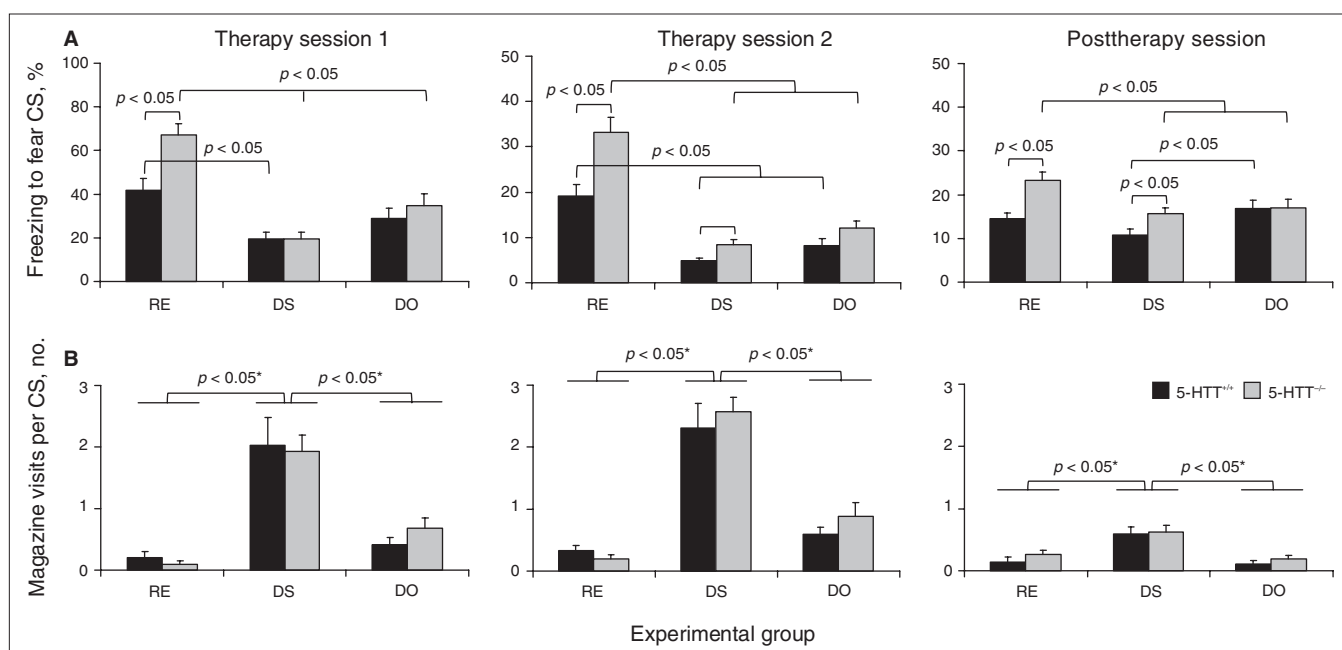 A
Therapy session 1
Therapy session 2
Posttherapy session
Freezing to fear CS, %
100
80
60
40
20
0
p < 0.05
p < 0.05
p < 0.05
RE
DS
DO
50
40
30
20
10
0
p < 0.05
p < 0.05
p < 0.05
RE
DS
DO
50
40
30
20
10
0
p < 0.05
p < 0.05
p < 0.05
p < 0.05
RE
DS
DO
B
Magazine visits per CS, no.
3
2
1
0
p < 0.05*
p < 0.05*
RE
DS
DO
3
2
1
0
p < 0.05*
p < 0.05*
RE
DS
DO
3
2
1
0
5-HTT+/+
5-HTT–/–
p < 0.05*
p < 0.05*
RE
DS
DO
Experimental group